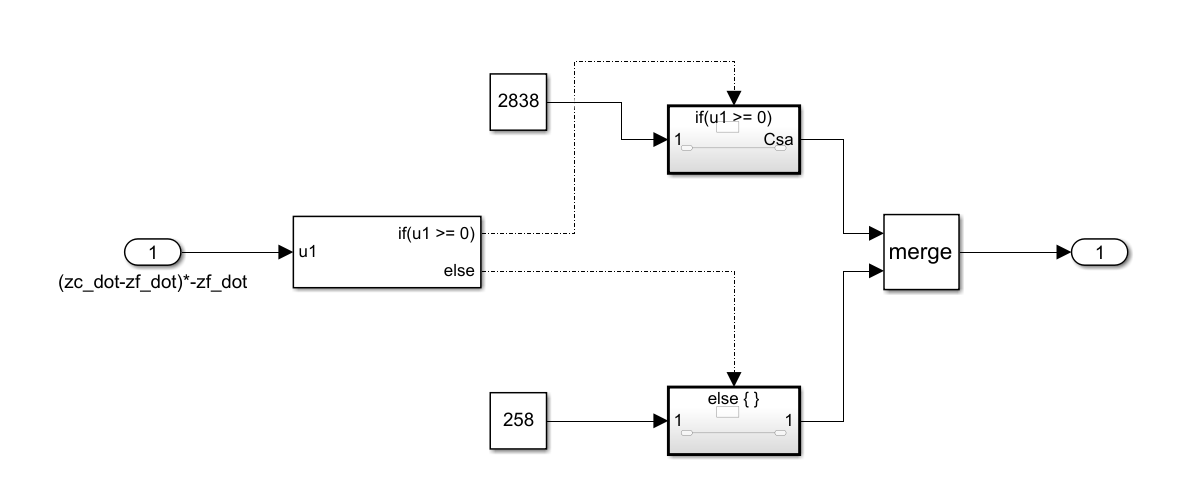 2838
if(u1 >= 0)
1
Csa
if(u1 >= 0)
u1
else
1
(zc_dot-zf_dot)*-zf_dot
merge
1
else { }
258
1
1